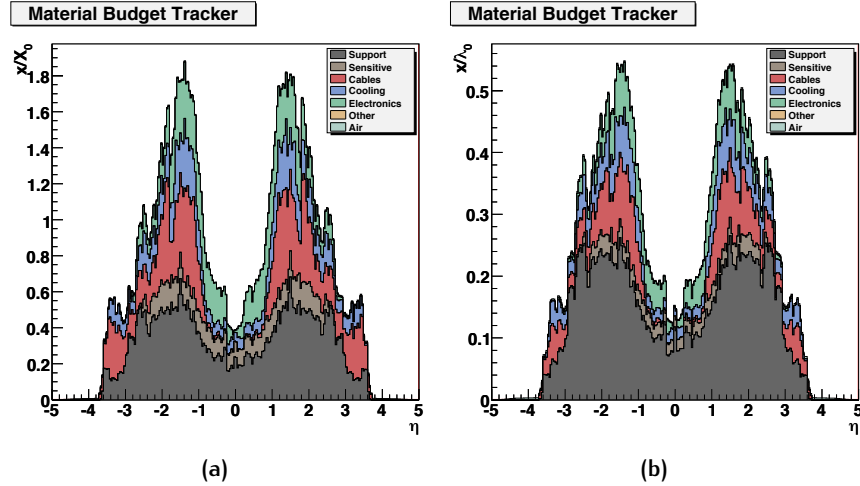 Material Budget Tracker
x/X0
1.8
1.6
1.4
1.2
1
0.8
0.6
0.4
0.2
0
-5 -4 -3 -2 -1 0 1 2 3 4 5
η
Support
Sensitive
Cables
Cooling
Electronics
Other
Air
(a)
Material Budget Tracker
x/λ0
0.5
0.4
0.3
0.2
0.1
0
-5 -4 -3 -2 -1 0 1 2 3 4 5
η
Support
Sensitive
Cables
Cooling
Electronics
Other
Air
(b)